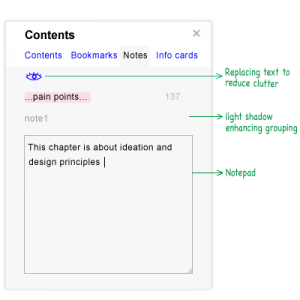 Contents ×
Contents Bookmarks Notes Info cards
...pain points... 137
note1
This chapter is about ideation and
design principles
Replacing text to
reduce clutter
light shadow
enhancing grouping
Notepad